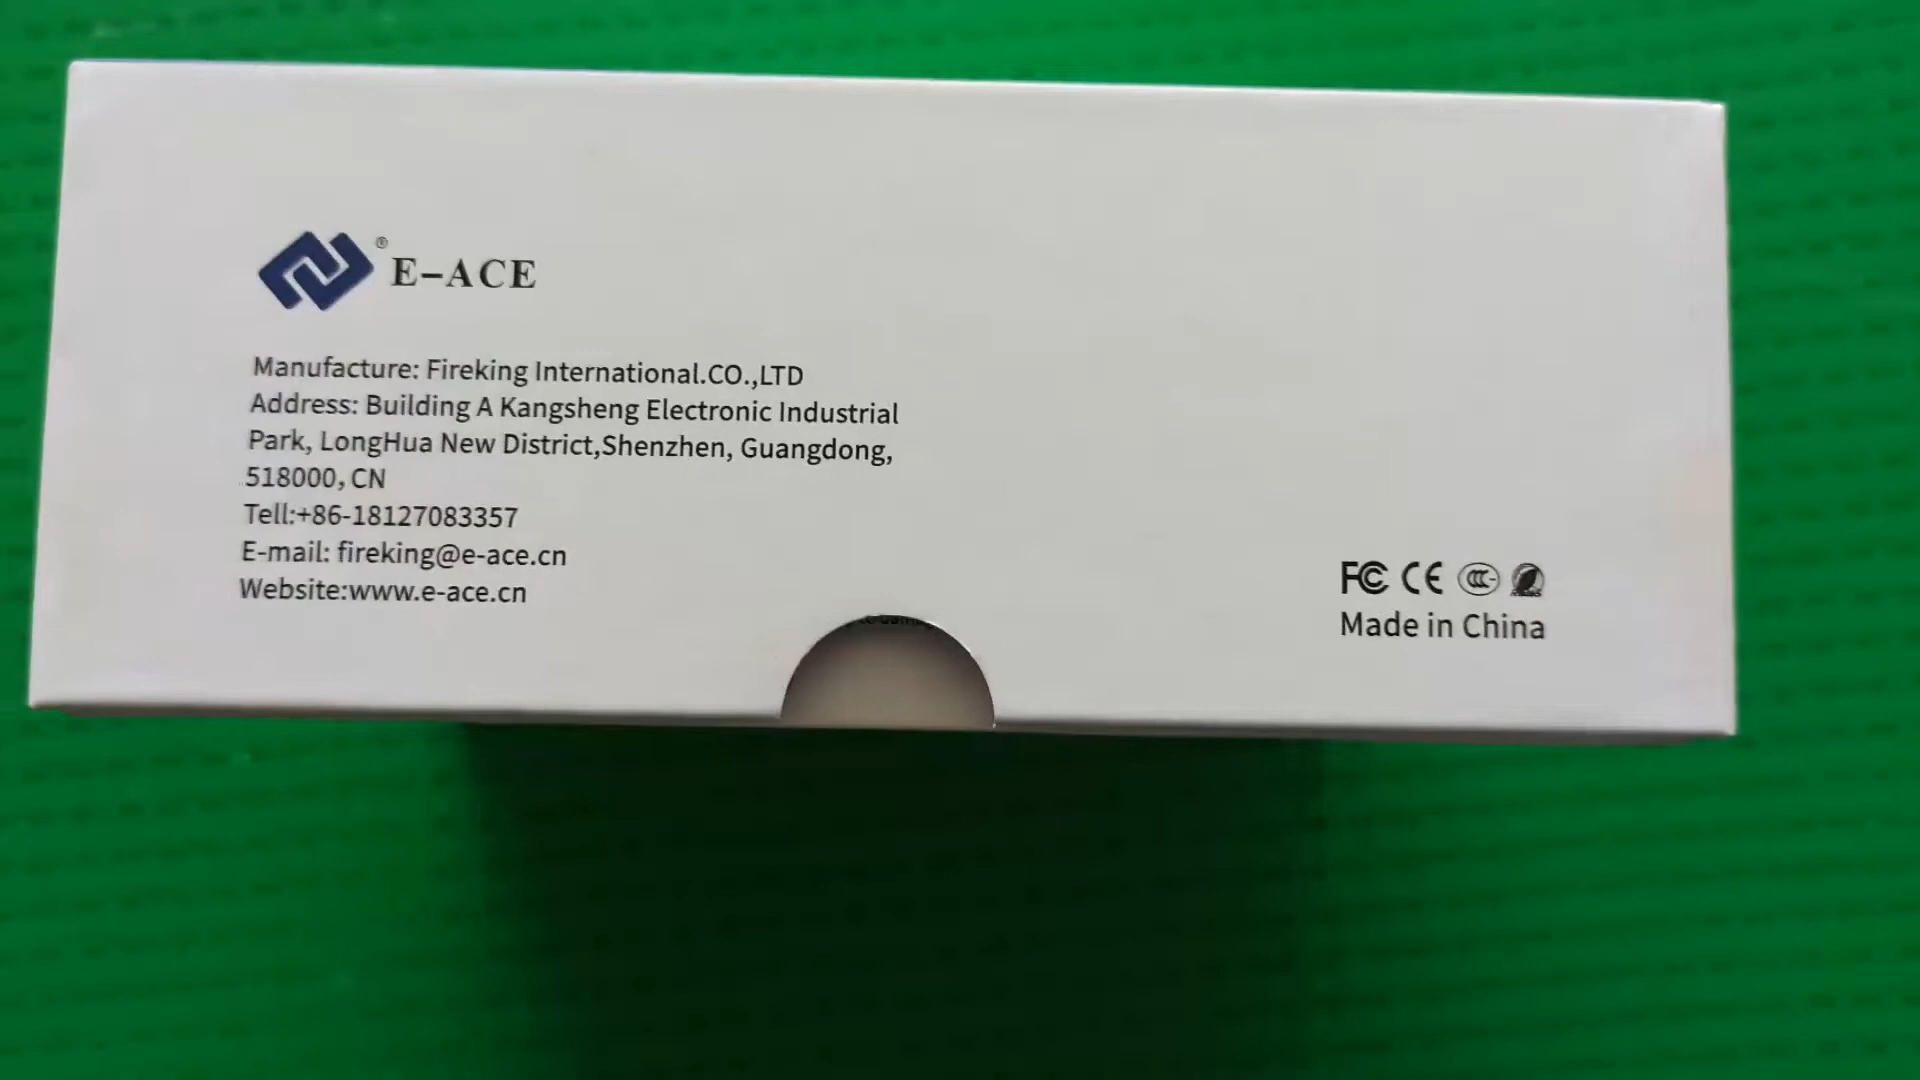 ® E-ACE
Manufacture: Fireking International.CO.,LTD
Address: Building A Kangsheng Electronic Industrial
Park, LongHua New District,Shenzhen, Guangdong,
518000, CN
Tell:+86-18127083357
E-mail: fireking@e-ace.cn
Website:www.e-ace.cn
FC CE CCC
Made in China